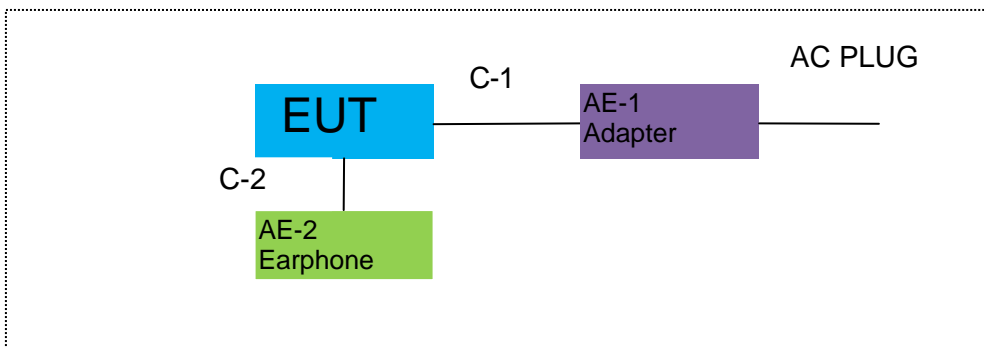 AC PLUG
C-1
EUT
AE-1
Adapter
C-2
AE-2
Earphone